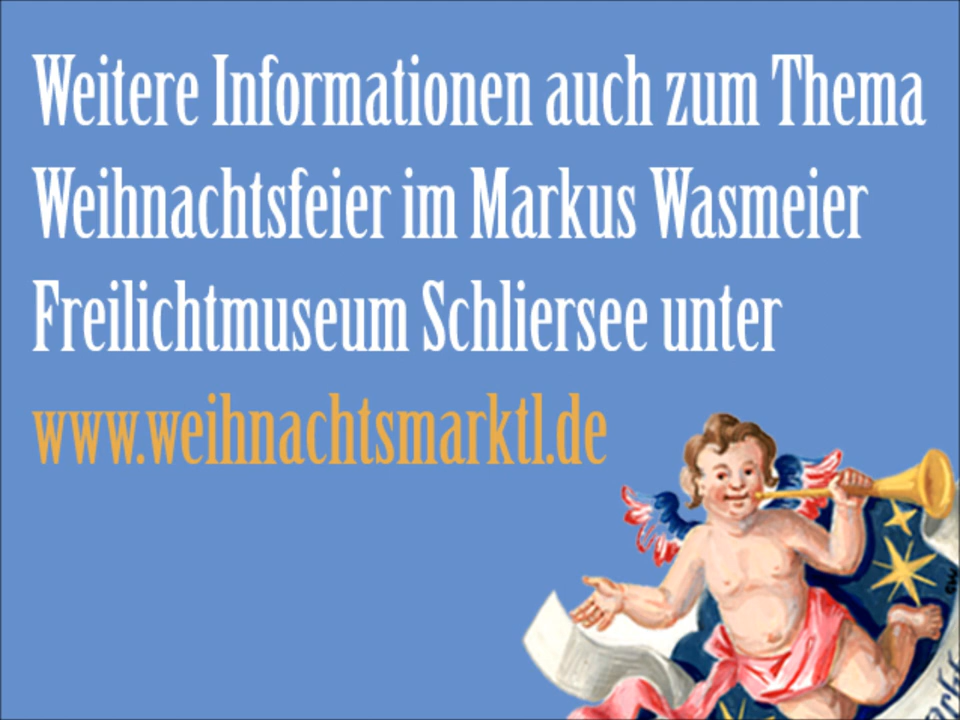 Weitere Informationen auch zum Thema
Weihnachtsfeier im Markus Wasmeier
Freilichtmuseum Schliersee unter
www.weihnachtsmarktl.de